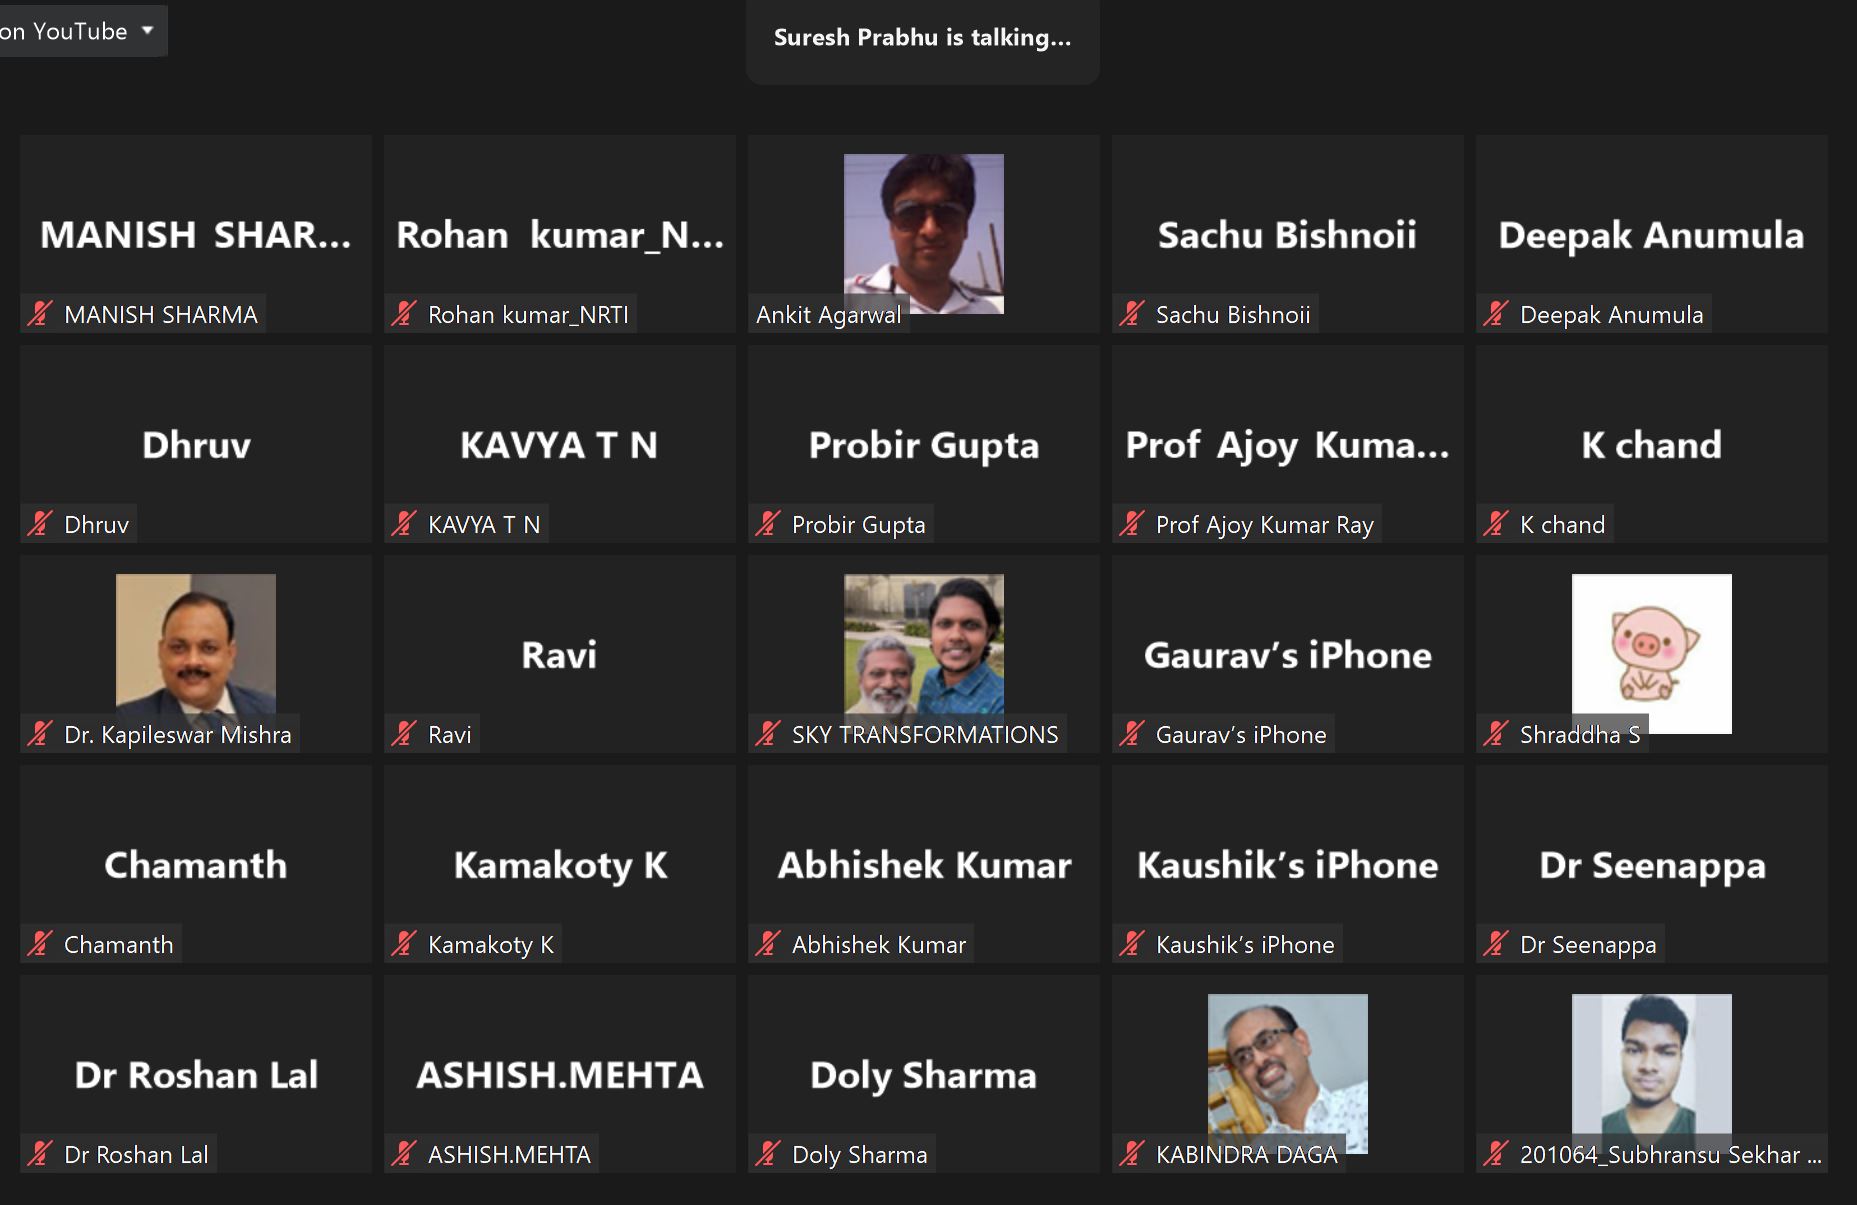 on YouTube
Suresh Prabhu is talking...
MANISH SHAR...
MANISH SHARMA
Rohan kumar_N...
Rohan kumar_NRTI
Ankit Agarwal
Sachu Bishnoii
Sachu Bishnoii
Deepak Anumula
Deepak Anumula
Dhruv
Dhruv
KAVYA T N
KAVYA T N
Probir Gupta
Probir Gupta
Prof Ajoy Kuma...
Prof Ajoy Kumar Ray
K chand
K chand
Dr. Kapileswar Mishra
Ravi
Ravi
SKY TRANSFORMATIONS
Gaurav’s iPhone
Gaurav’s iPhone
Shraddha S
Chamanth
Chamanth
Kamakoty K
Kamakoty K
Abhishek Kumar
Abhishek Kumar
Kaushik’s iPhone
Kaushik’s iPhone
Dr Seenappa
Dr Seenappa
Dr Roshan Lal
Dr Roshan Lal
ASHISH.MEHTA
ASHISH.MEHTA
Doly Sharma
Doly Sharma
KABINDRA DAGA
201064_Subhransu Sekhar ...